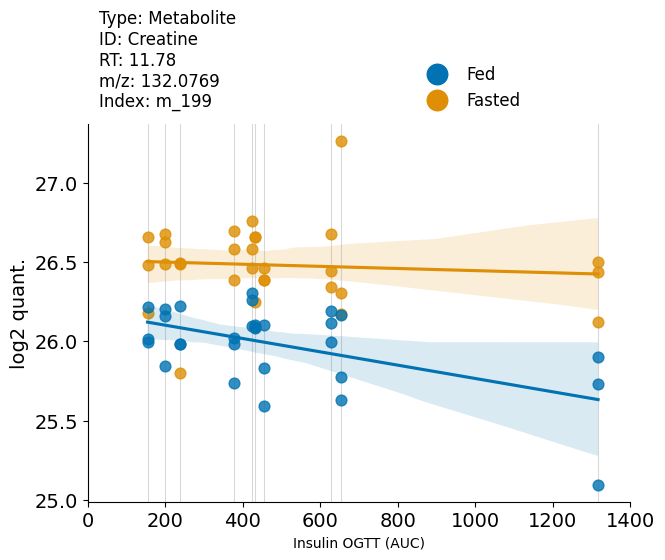 Type: Metabolite
ID: Creatine
RT: 11.78
m/z: 132.0769
Index: m_199
Fed
Fasted
27.0
26.5
26.0
25.5
25.0
log2 quant.
0 200 400 600 800 1000 1200 1400
Insulin OGTT (AUC)